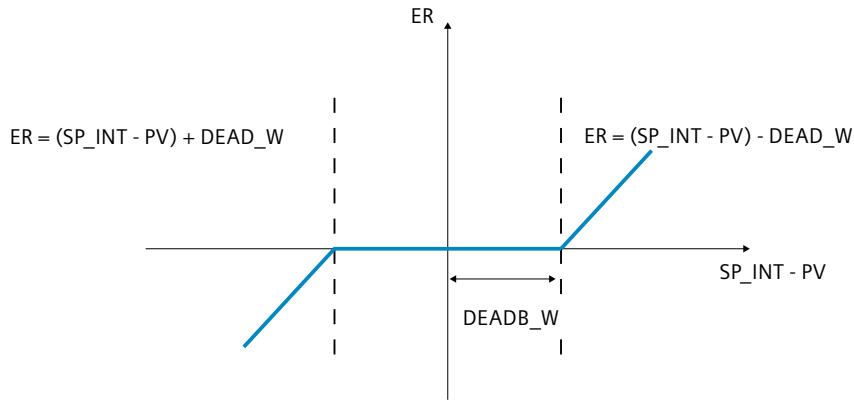 ER
ER = (SP_INT - PV) + DEAD_W
ER = (SP_INT - PV) - DEAD_W
SP_INT - PV
DEADB_W